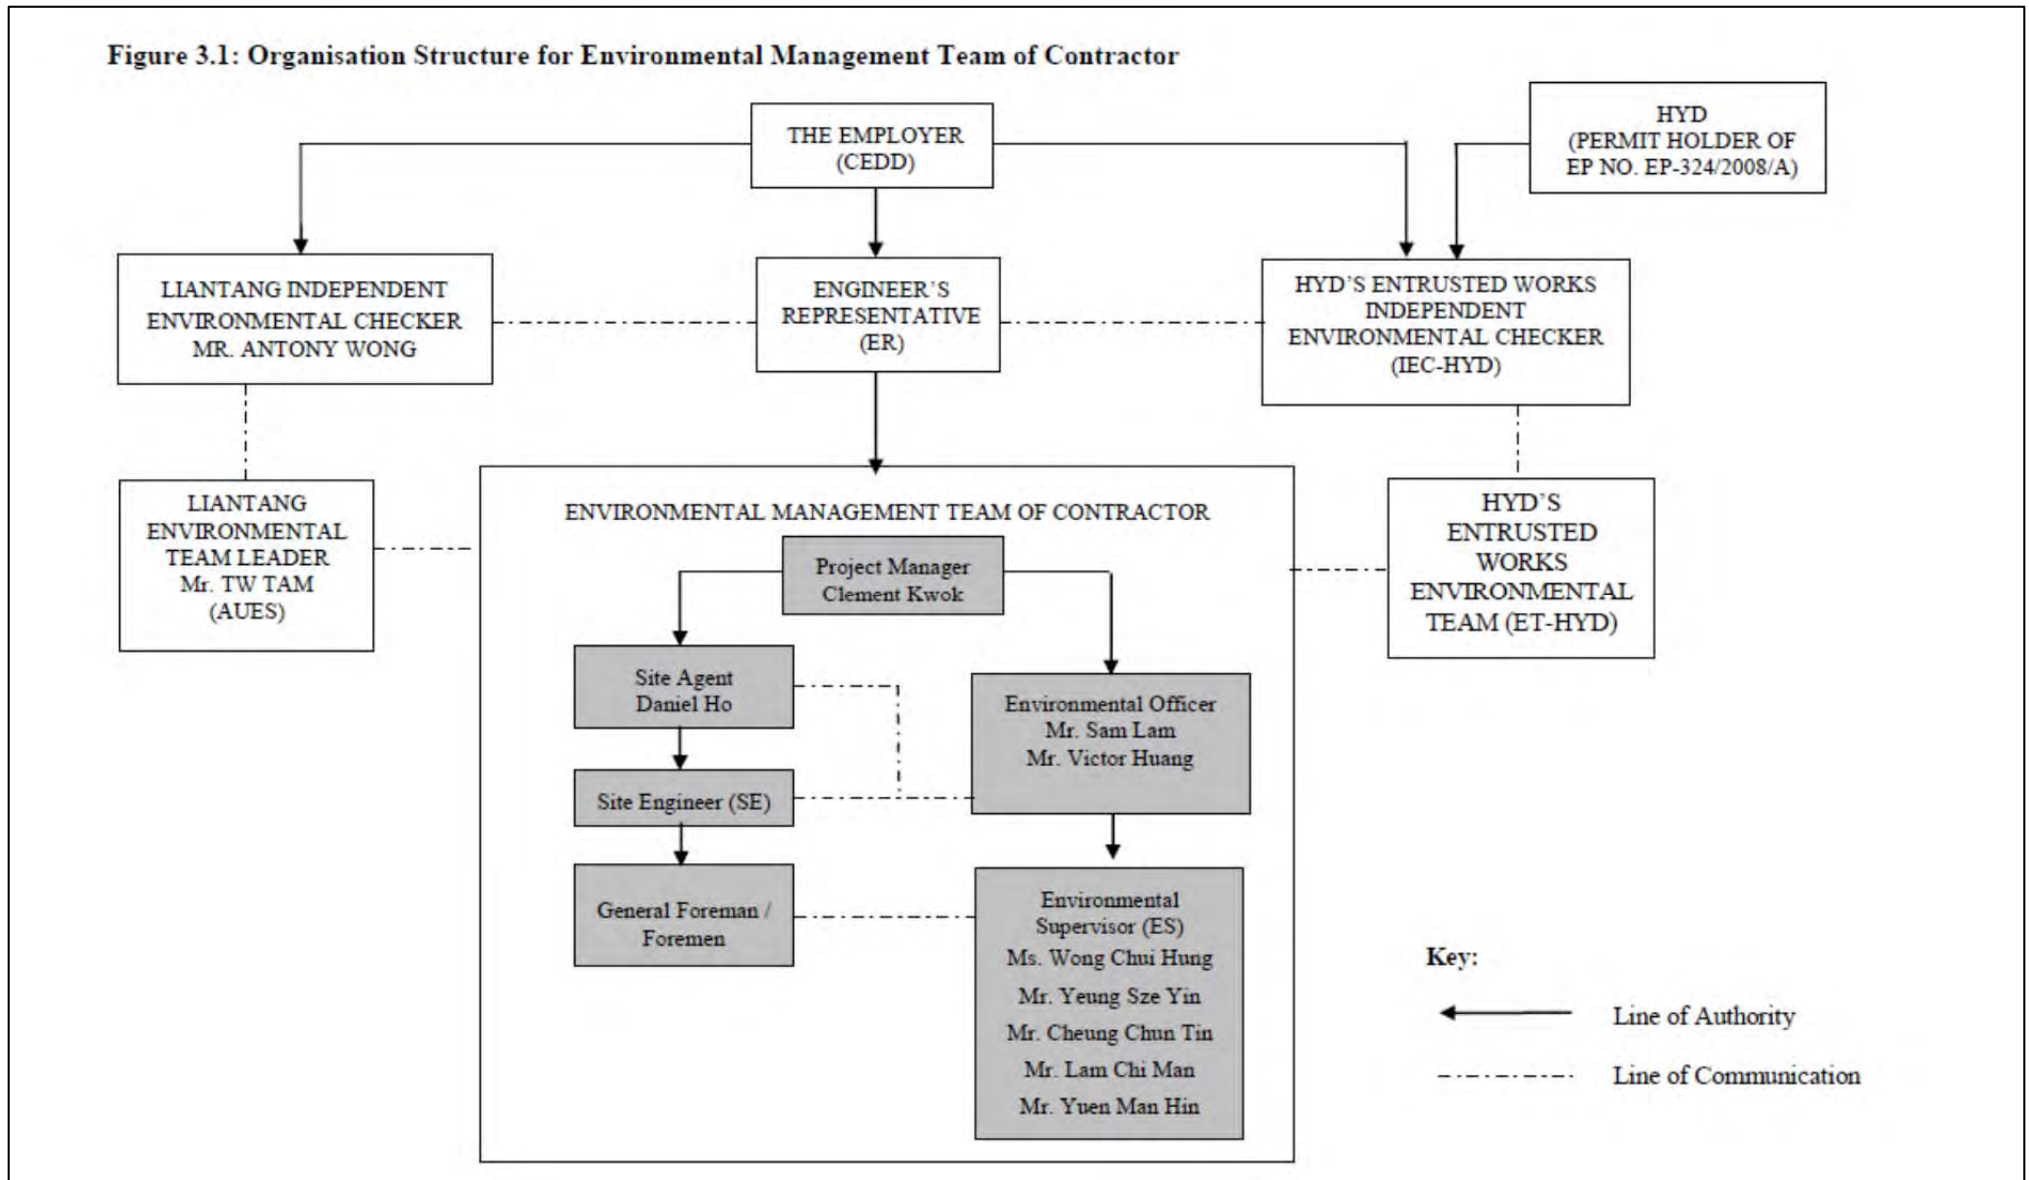 Figure 3.1: Organisation Structure for Environmental Management Team of Contractor
THE EMPLOYER
(CEDD)
HYD
(PERMIT HOLDER OF
EP NO. EP-324/2008/A)
LIANTANG INDEPENDENT
ENVIRONMENTAL CHECKER
MR. ANTONY WONG
ENGINEER'S
REPRESENTATIVE
(ER)
HYD'S ENTRUSTED WORKS
INDEPENDENT
ENVIRONMENTAL CHECKER
(IEC-HYD)
LIANTANG
ENVIRONMENTAL
TEAM LEADER
Mr. TW TAM
(AUES)
ENVIRONMENTAL MANAGEMENT TEAM OF CONTRACTOR
Project Manager
Clement Kwok
Site Agent
Daniel Ho
Site Engineer (SE)
General Foreman /
Foremen
Environmental Officer
Mr. Sam Lam
Mr. Victor Huang
Environmental
Supervisor (ES)
Ms. Wong Chui Hung
Mr. Yeung Sze Yin
Mr. Cheung Chun Tin
Mr. Lam Chi Man
Mr. Yuen Man Hin
HYD'S
ENTRUSTED
WORKS
ENVIRONMENTAL
TEAM (ET-HYD)
Key:
Line of Authority
Line of Communication